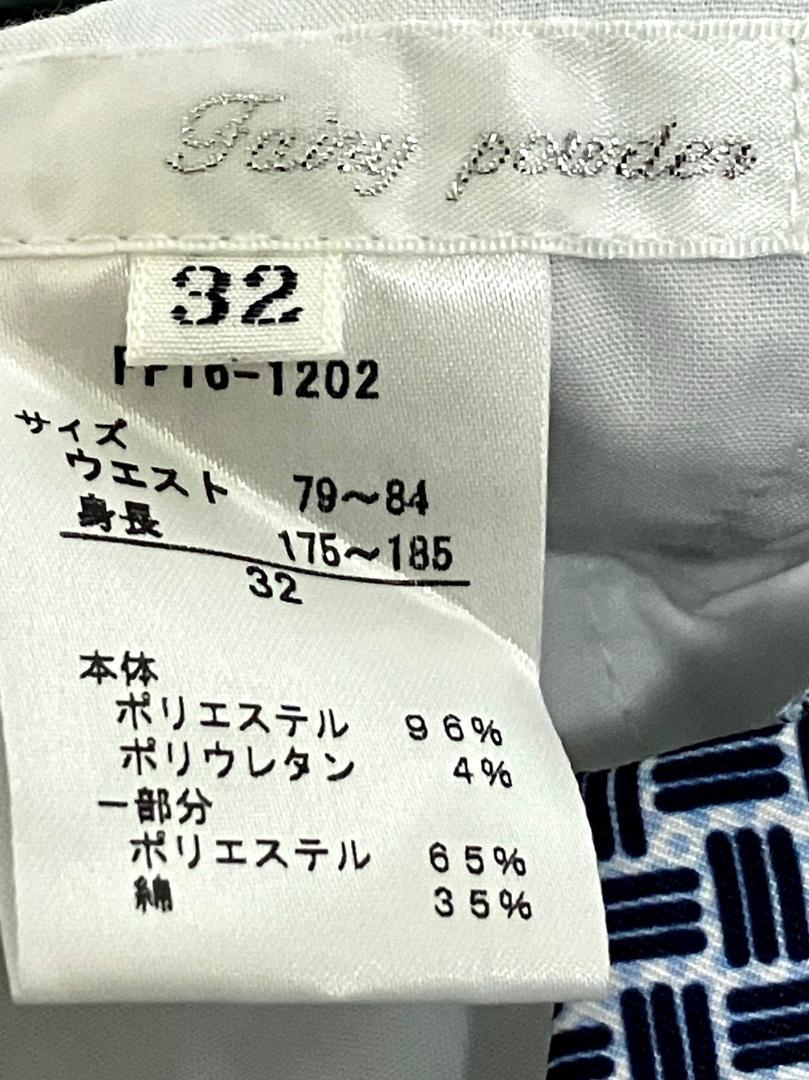 Fairy powder
32
FP16-1202
サイズ
ウエスト 79〜84
身長 175〜185
32
本体
ポリエステル 96%
ポリウレタン 4%
一部分
ポリエステル 65%
綿 35%